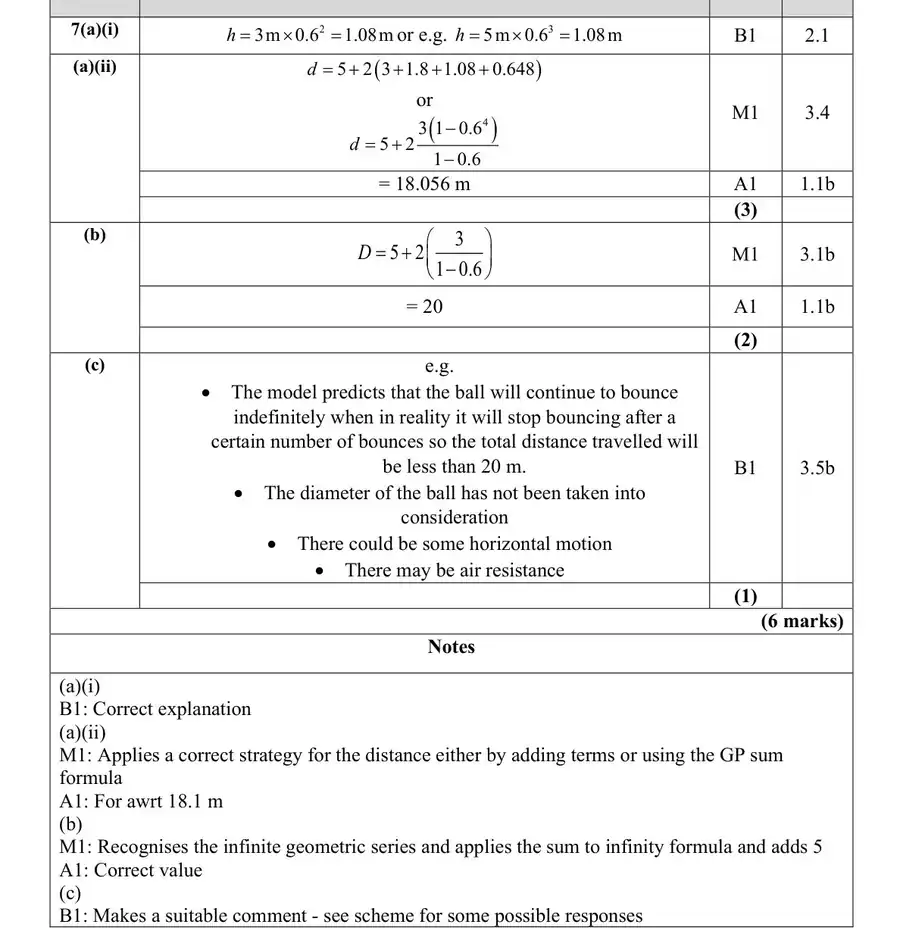 7(a)(i) h = 3m×0.6² = 1.08m or e.g. h = 5m×0.6³ = 1.08m B1 2.1
(a)(ii) d = 5+2(3+1.8+1.08+0.648)
or
d = 5+2 3(1−0.6⁴)/(1−0.6) M1 3.4
= 18.056 m A1 1.1b
(3)
(b) D = 5+2(3/(1−0.6)) M1 3.1b
= 20 A1 1.1b
(2)
(c) e.g.
• The model predicts that the ball will continue to bounce
indefinitely when in reality it will stop bouncing after a
certain number of bounces so the total distance travelled will
be less than 20 m. B1 3.5b
• The diameter of the ball has not been taken into
consideration
• There could be some horizontal motion
• There may be air resistance
(1)
(6 marks)
Notes
(a)(i)
B1: Correct explanation
(a)(ii)
M1: Applies a correct strategy for the distance either by adding terms or using the GP sum
formula
A1: For awrt 18.1 m
(b)
M1: Recognises the infinite geometric series and applies the sum to infinity formula and adds 5
A1: Correct value
(c)
B1: Makes a suitable comment - see scheme for some possible responses